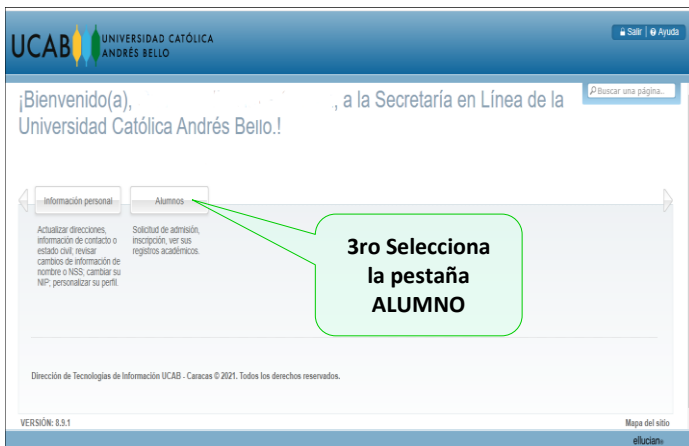 UCAB UNIVERSIDAD CATÓLICA
ANDRÉS BELLO
Salir | Ayuda
Buscar una página..
¡Bienvenido(a), , a la Secretaría en Línea de la
Universidad Católica Andrés Bello.!
Información personal
Alumnos
Actualizar direcciones,
información de contacto o
estado civil; revisar
cambios de información de
nombre o NSS; cambiar su
NIP; personalizar su perfil.
Solicitud de admisión,
inscripción, ver sus
registros académicos.
3ro Selecciona
la pestaña
ALUMNO
Dirección de Tecnologías de Información UCAB - Caracas © 2021. Todos los derechos reservados.
VERSIÓN: 8.9.1
Mapa del sitio
ellucian